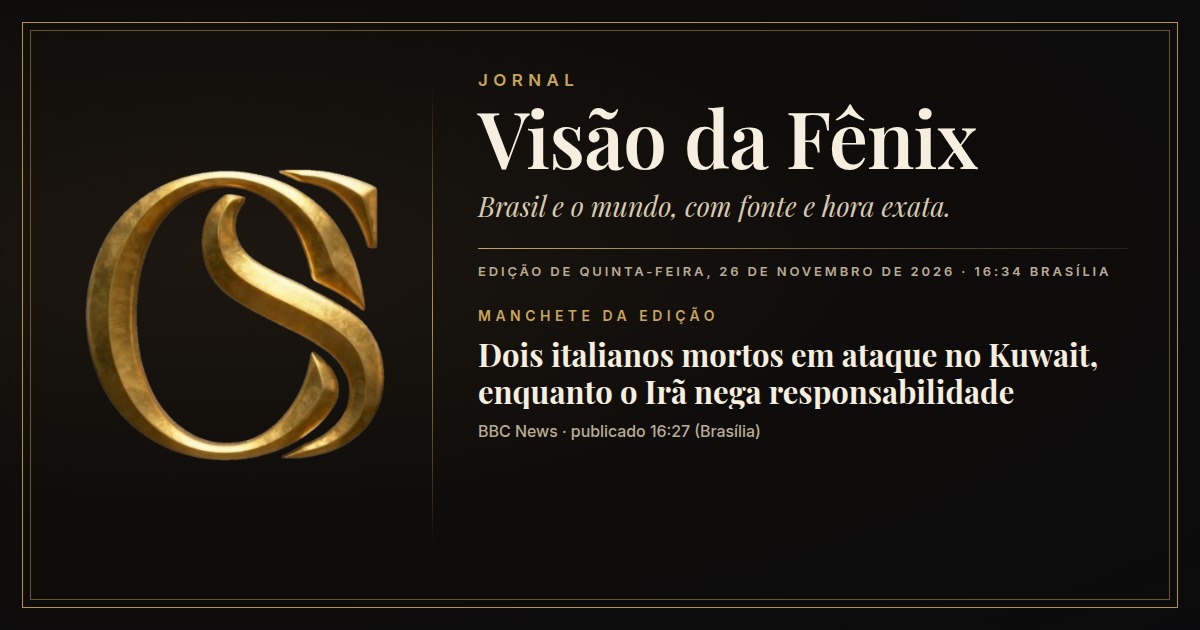 JORNAL
Visão da Fênix
Brasil e o mundo, com fonte e hora exata.
EDIÇÃO DE QUINTA-FEIRA, 26 DE NOVEMBRO DE 2026 · 16:34 BRASÍLIA
MANCHETE DA EDIÇÃO
Dois italianos mortos em ataque no Kuwait,
enquanto o Irã nega responsabilidade
BBC News · publicado 16:27 (Brasília)
CS